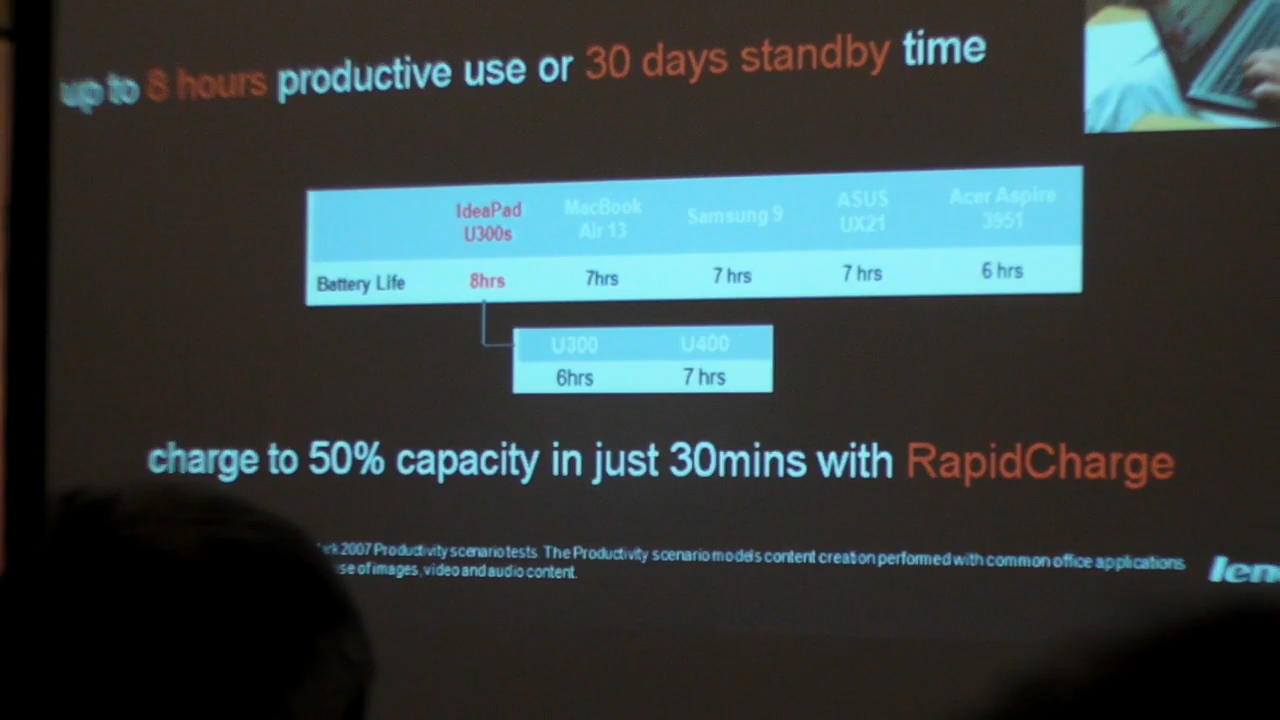 up to 8 hours productive use or 30 days standby time
IdeaPad U300s MacBook Air 13 Samsung 9 ASUS UX21 Acer Aspire 3951
Battery Life 8hrs 7hrs 7 hrs 7 hrs 6 hrs
U300 U400
6hrs 7 hrs
charge to 50% capacity in just 30mins with RapidCharge
2007 Productivity scenario tests. The Productivity scenario models content creation performed with common office applications
of images, video and audio content.
len